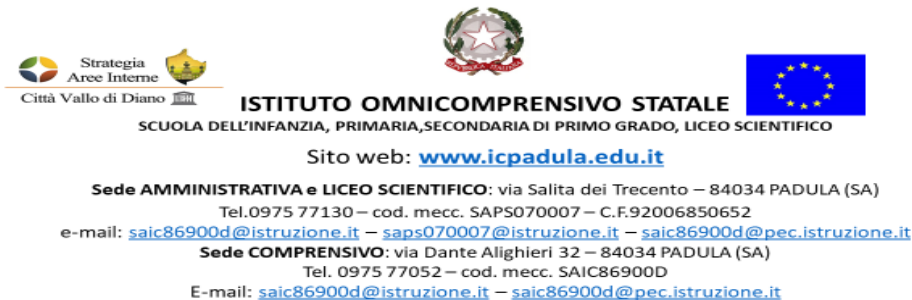 Strategia
Aree Interne
Città Vallo di Diano
REPVBBLICA ITALIANA
ISTITUTO OMNICOMPRENSIVO STATALE
SCUOLA DELL'INFANZIA, PRIMARIA,SECONDARIA DI PRIMO GRADO, LICEO SCIENTIFICO
Sito web: www.icpadula.edu.it
Sede AMMINISTRATIVA e LICEO SCIENTIFICO: via Salita dei Trecento – 84034 PADULA (SA)
Tel.0975 77130 – cod. mecc. SAPS070007 – C.F.92006850652
e-mail: saic86900d@istruzione.it – saps070007@istruzione.it – saic86900d@pec.istruzione.it
Sede COMPRENSIVO: via Dante Alighieri 32 – 84034 PADULA (SA)
Tel. 0975 77052 – cod. mecc. SAIC86900D
E-mail: saic86900d@istruzione.it – saic86900d@pec.istruzione.it